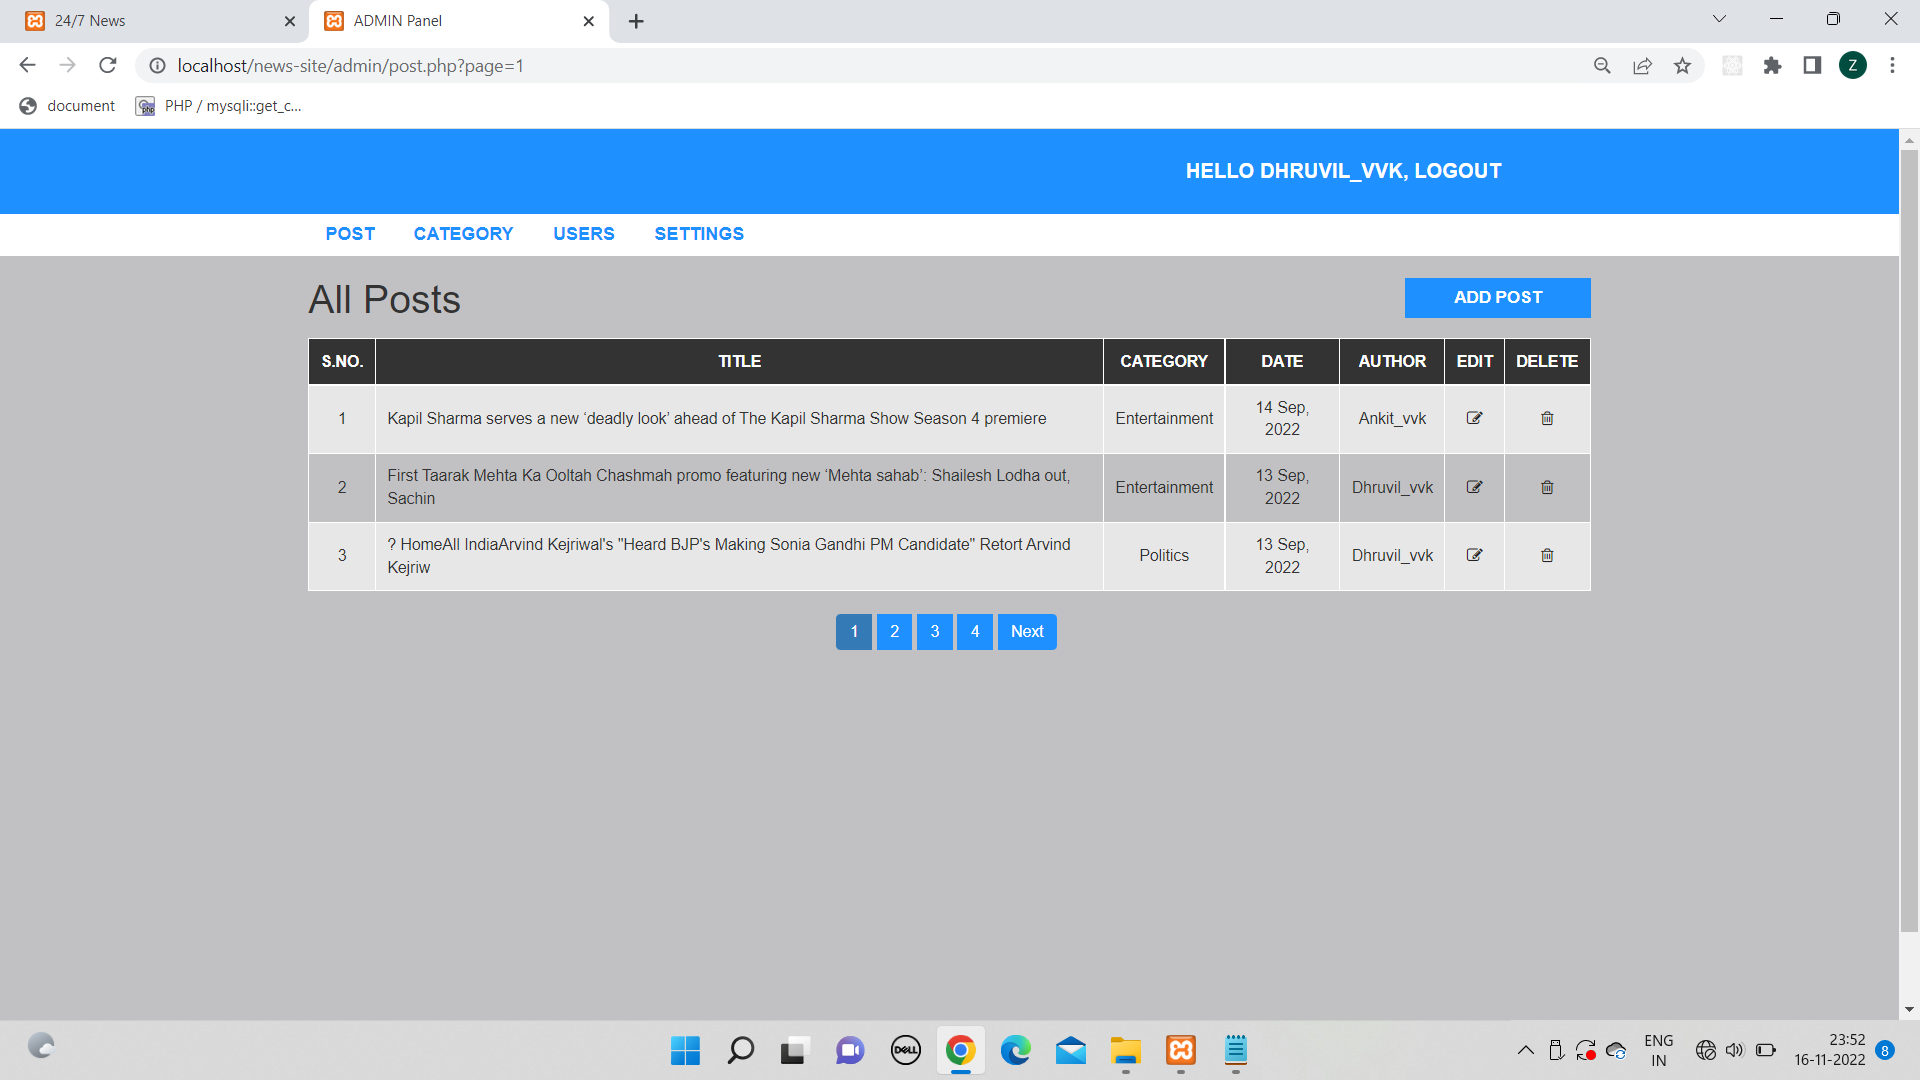 24/7 News
ADMIN Panel
localhost/news-site/admin/post.php?page=1
Z
document
PHP / mysqli::get_c...
HELLO DHRUVIL_VVK, LOGOUT
POST CATEGORY USERS SETTINGS
All Posts
ADD POST
S.NO. TITLE CATEGORY DATE AUTHOR EDIT DELETE
1 Kapil Sharma serves a new ‘deadly look’ ahead of The Kapil Sharma Show Season 4 premiere Entertainment 14 Sep, 2022 Ankit_vvk
2 First Taarak Mehta Ka Ooltah Chashmah promo featuring new ‘Mehta sahab’: Shailesh Lodha out,
Sachin Entertainment 13 Sep, 2022 Dhruvil_vvk
3 ? HomeAll IndiaArvind Kejriwal's "Heard BJP's Making Sonia Gandhi PM Candidate" Retort Arvind
Kejriw Politics 13 Sep, 2022 Dhruvil_vvk
1 2 3 4 Next
DELL
ENG
IN
23:52
16-11-2022
8